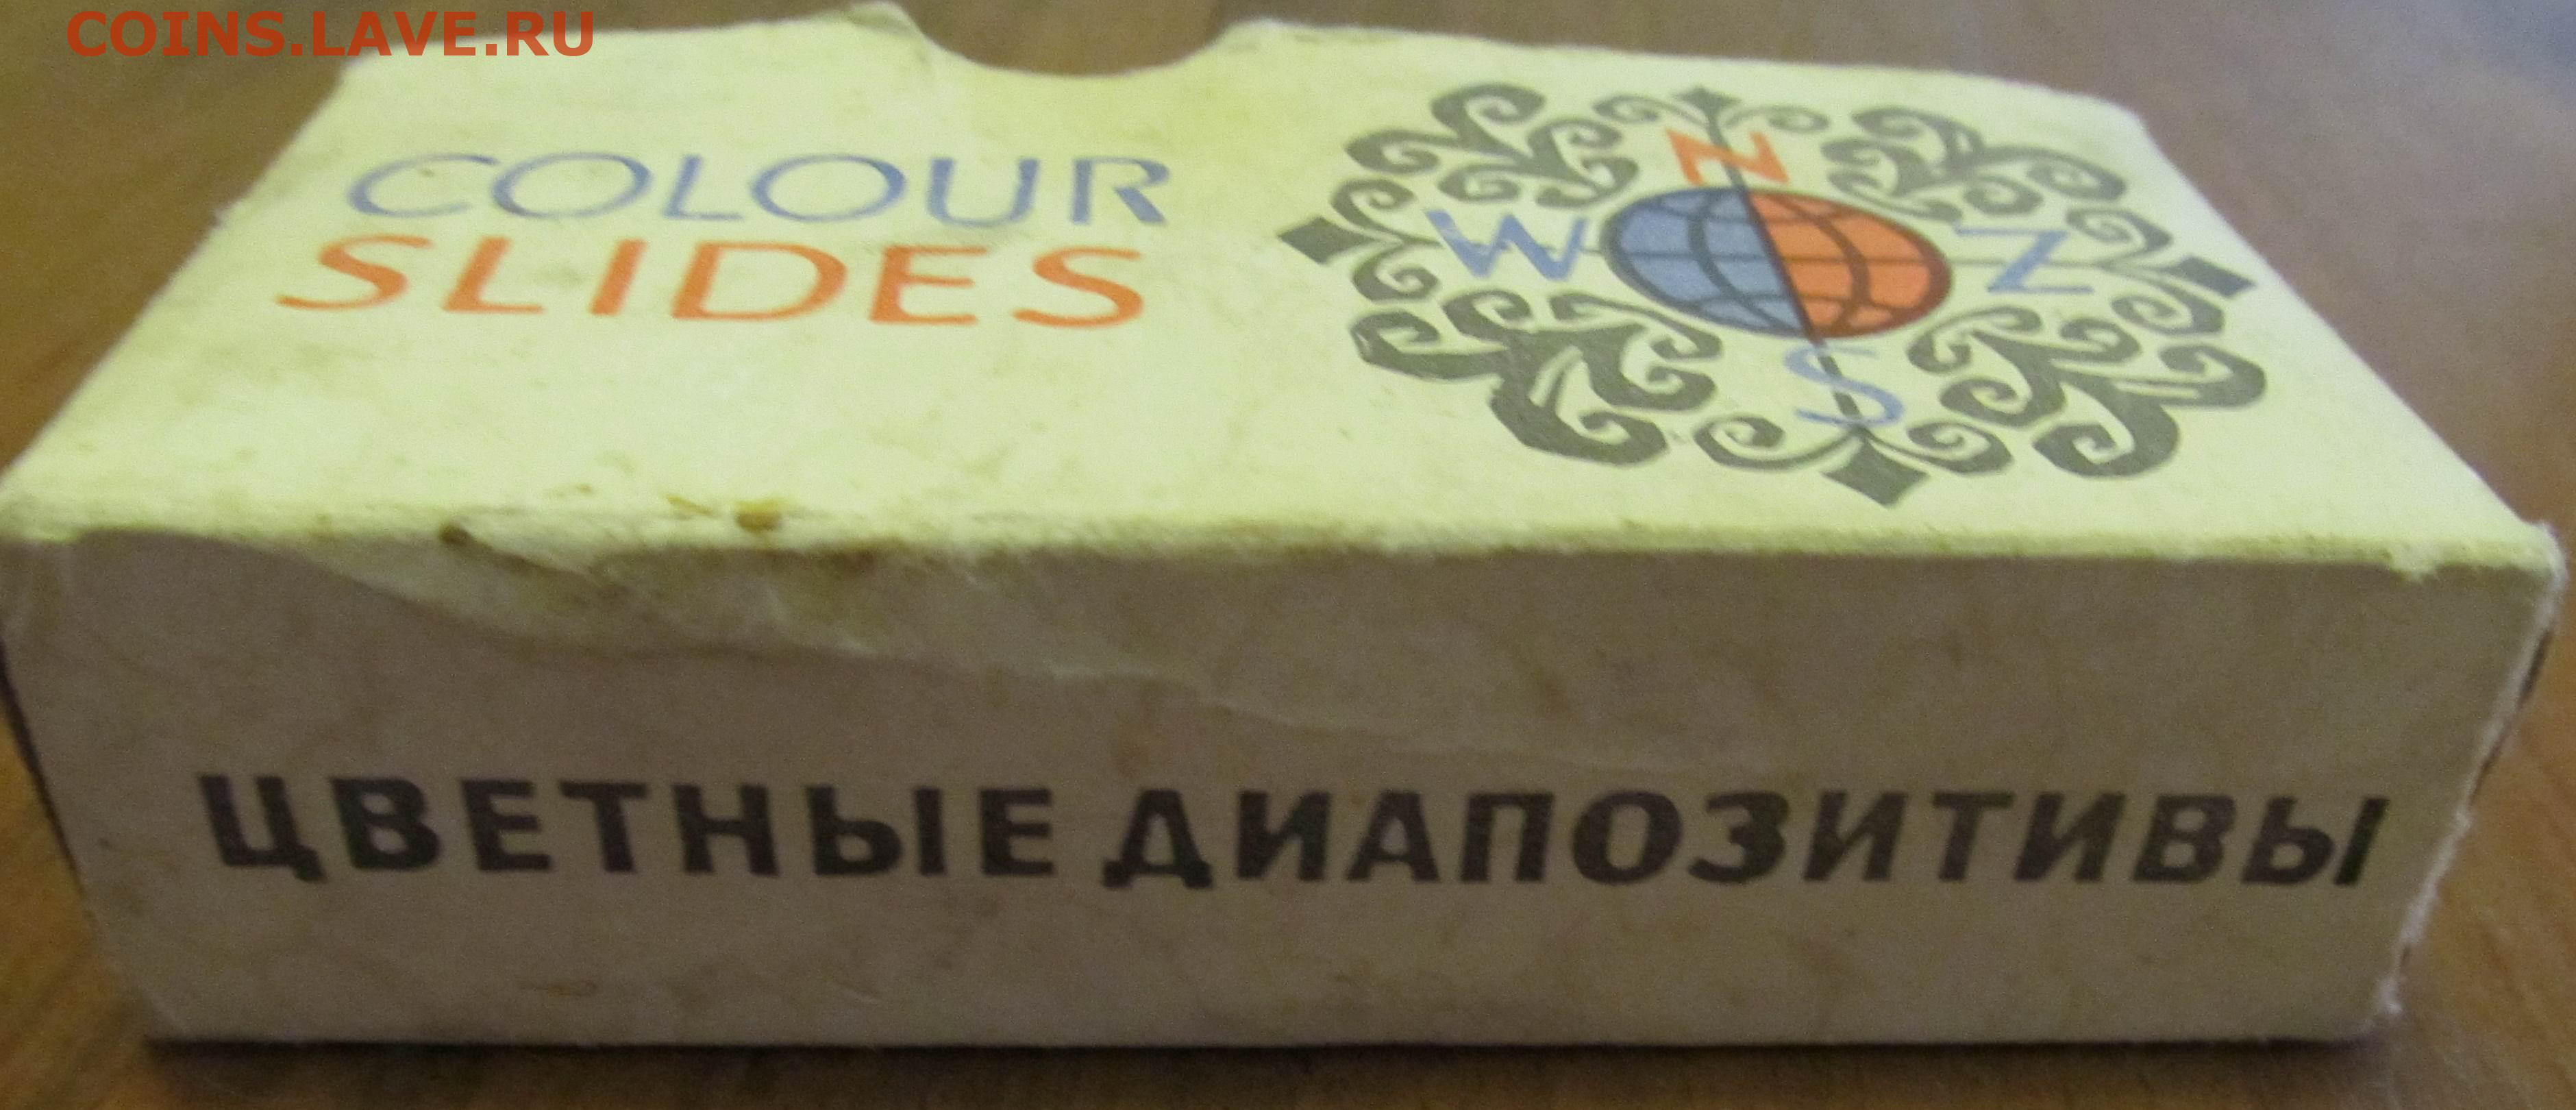 COINS.LAVE.RU
COLOUR
SLIDES
N
W Z
S
ЦВЕТНЫЕ ДИАПОЗИТИВЫ